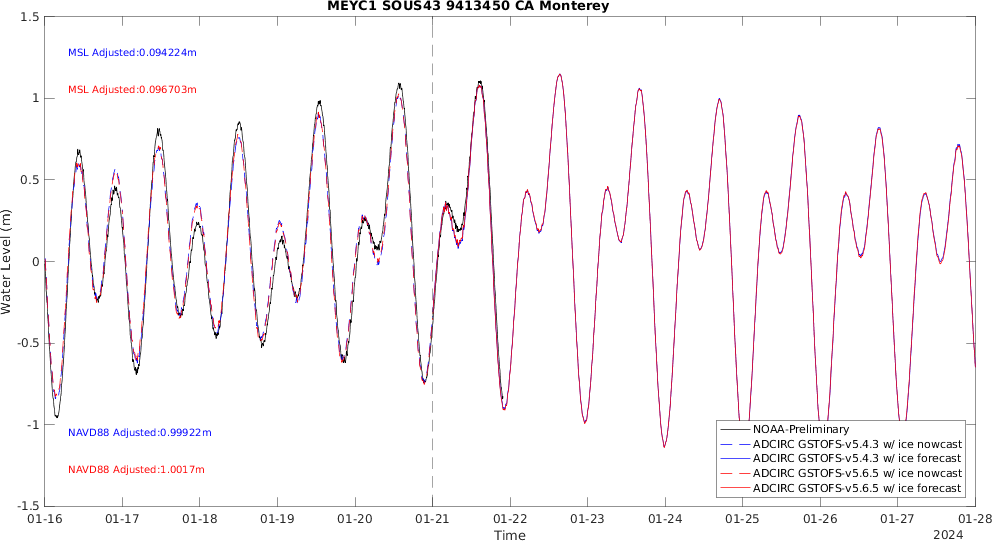 MEYC1 SOUS43 9413450 CA Monterey
1.5
1
0.5
0
-0.5
-1
-1.5
Water Level (m)
MSL Adjusted:0.094224m
MSL Adjusted:0.096703m
NAVD88 Adjusted:0.99922m
NAVD88 Adjusted:1.0017m
NOAA-Preliminary
ADCIRC GSTOFS-v5.4.3 w/ ice nowcast
ADCIRC GSTOFS-v5.4.3 w/ ice forecast
ADCIRC GSTOFS-v5.6.5 w/ ice nowcast
ADCIRC GSTOFS-v5.6.5 w/ ice forecast
01-16 01-17 01-18 01-19 01-20 01-21 01-22 01-23 01-24 01-25 01-26 01-27 01-28
Time
2024